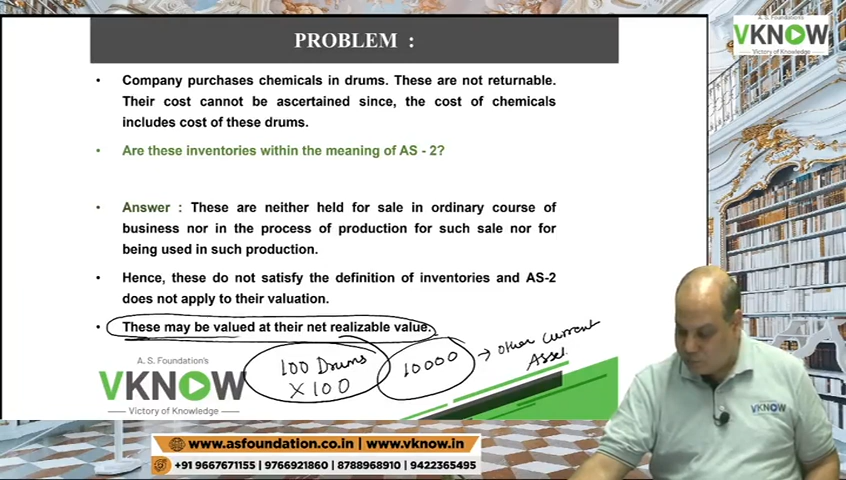 PROBLEM :
A. S. Foundation's
VKNOW
Victory of Knowledge
• Company purchases chemicals in drums. These are not returnable.
Their cost cannot be ascertained since, the cost of chemicals
includes cost of these drums.
• Are these inventories within the meaning of AS - 2?
• Answer : These are neither held for sale in ordinary course of
business nor in the process of production for such sale nor for
being used in such production.
• Hence, these do not satisfy the definition of inventories and AS-2
does not apply to their valuation.
• These may be valued at their net realizable value.
100 Drums
X 100
10000
→ other current
Asset.
A. S. Foundation's
VKNOW
Victory of Knowledge
VKNOW
www.asfoundation.co.in | www.vknow.in
+91 9667671155 | 9766921860 | 8788968910 | 9422365495